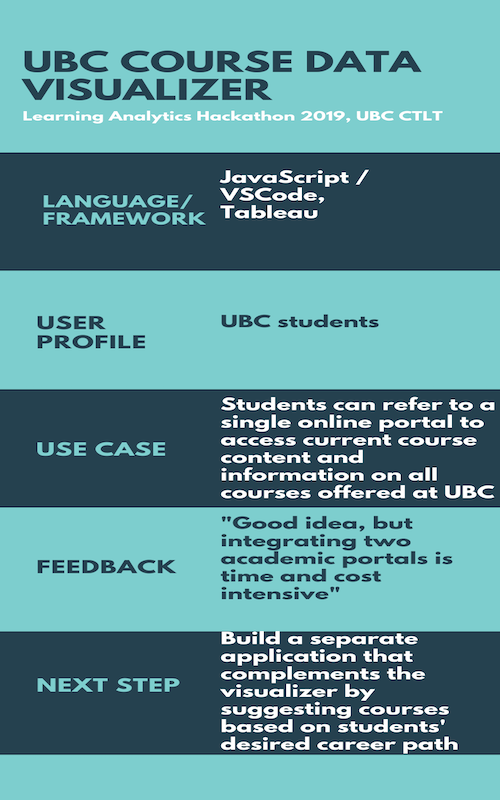 UBC COURSE DATA
VISUALIZER
Learning Analytics Hackathon 2019, UBC CTLT
LANGUAGE/
FRAMEWORK
JavaScript /
VSCode,
Tableau
USER
PROFILE
UBC students
USE CASE
Students can refer to a
single online portal to
access current course
content and
information on all
courses offered at UBC
FEEDBACK
"Good idea, but
integrating two
academic portals is
time and cost
intensive"
NEXT STEP
Build a separate
application that
complements the
visualizer by
suggesting courses
based on students'
desired career path